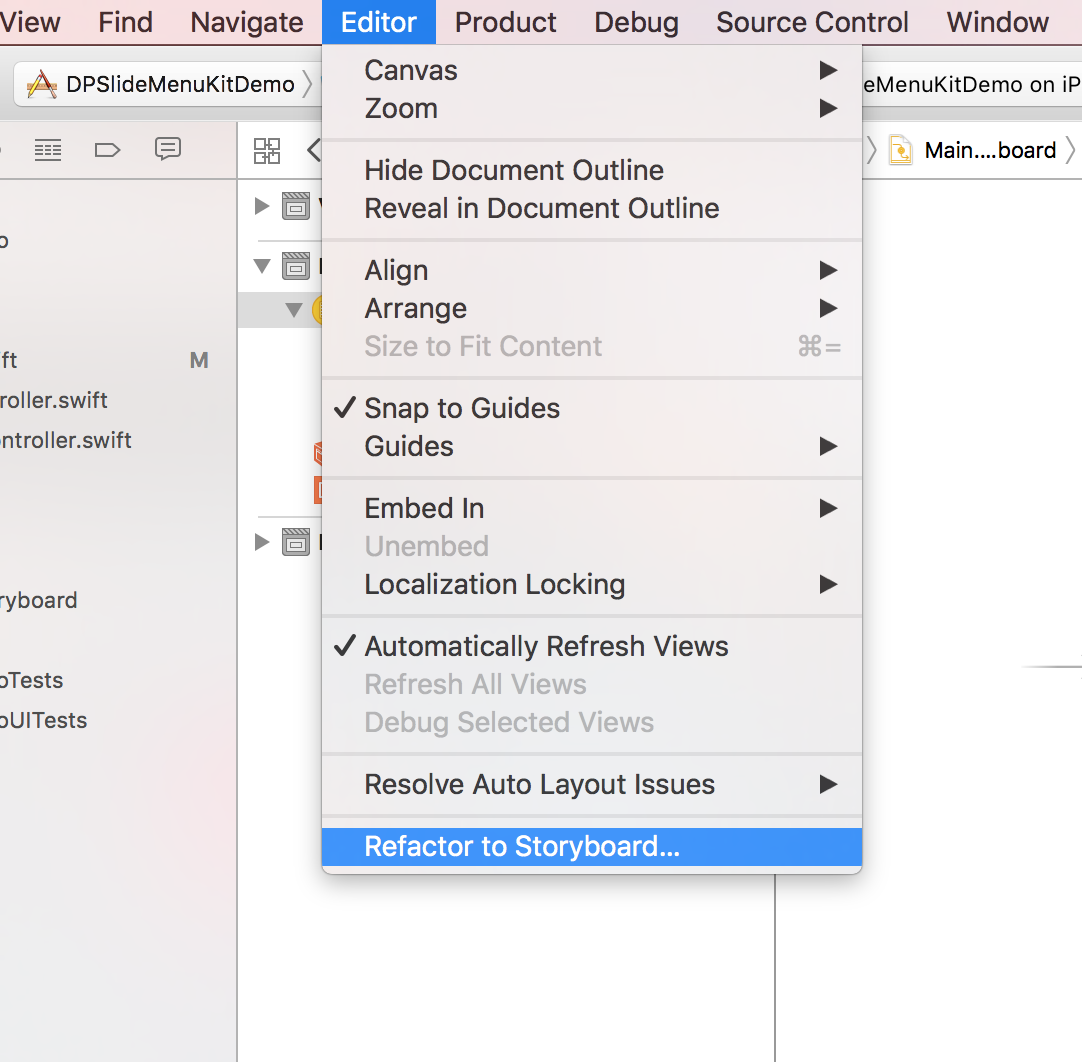 View Find Navigate Editor Product Debug Source Control Window
DPSlideMenuKitDemo
eMenuKitDemo on iP
Main....board
Canvas
Zoom
Hide Document Outline
Reveal in Document Outline
Align
Arrange
Size to Fit Content ⌘=
Snap to Guides
Guides
Embed In
Unembed
Localization Locking
Automatically Refresh Views
Refresh All Views
Debug Selected Views
Resolve Auto Layout Issues
Refactor to Storyboard...
o
ft M
roller.swift
ontroller.swift
ryboard
oTests
oUITests